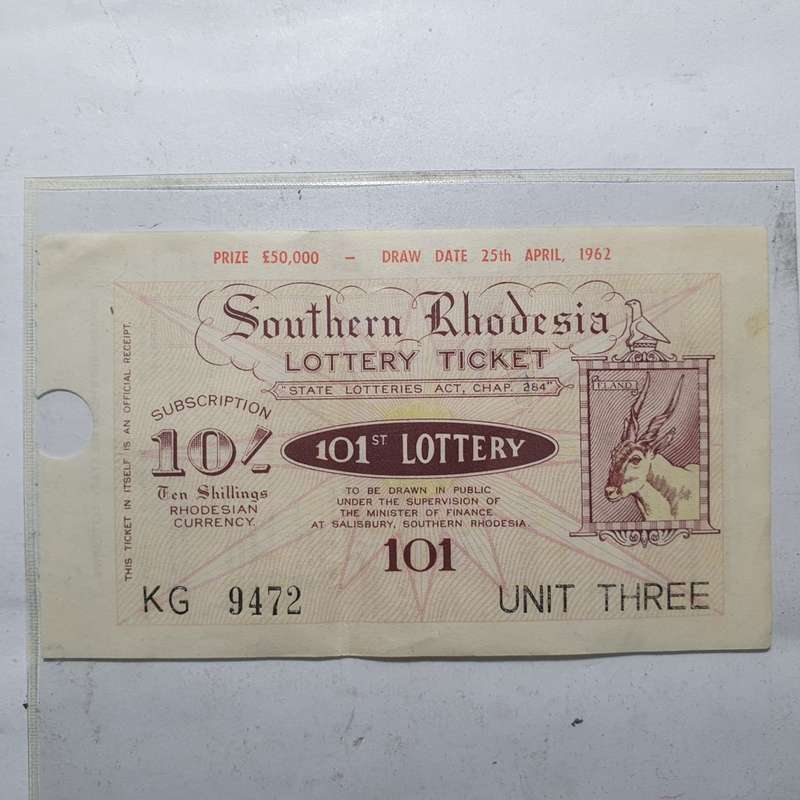 PRIZE £50,000 – DRAW DATE 25th APRIL, 1962
Southern Rhodesia
LOTTERY TICKET
"STATE LOTTERIES ACT, CHAP. 284"
ELAND
THIS TICKET IN ITSELF IS AN OFFICIAL RECEIPT.
SUBSCRIPTION
10/-
Ten Shillings
RHODESIAN
CURRENCY.
101ST LOTTERY
TO BE DRAWN IN PUBLIC
UNDER THE SUPERVISION OF
THE MINISTER OF FINANCE
AT SALISBURY, SOUTHERN RHODESIA.
101
KG 9472
UNIT THREE